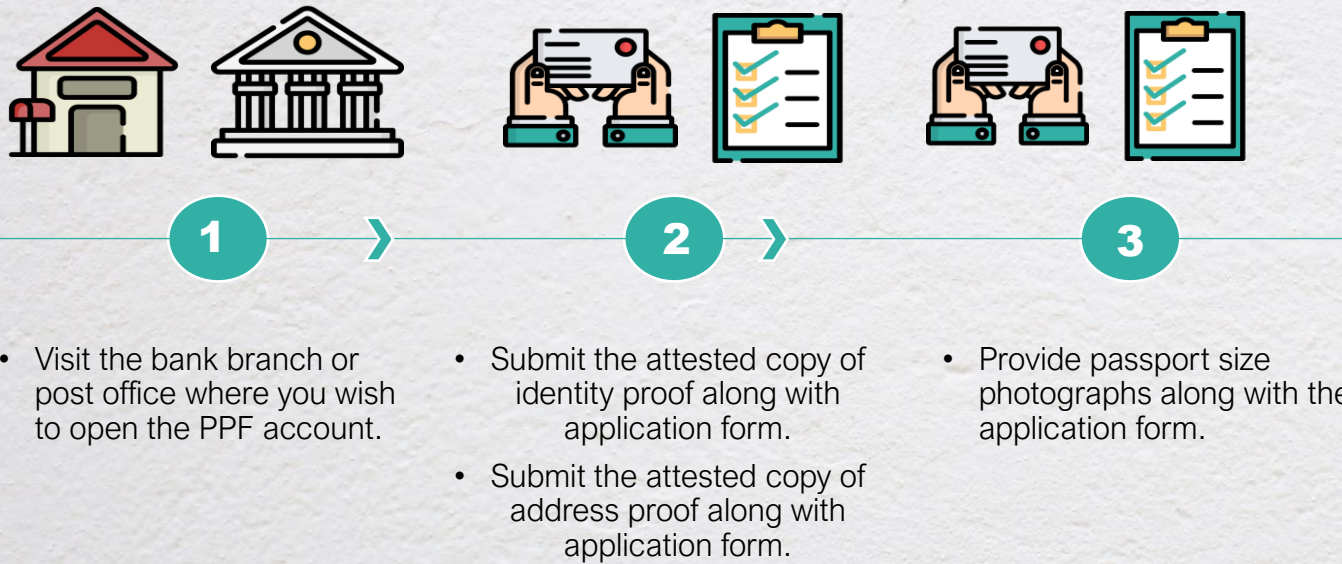 1
2
3
• Visit the bank branch or
post office where you wish
to open the PPF account.
• Submit the attested copy of
identity proof along with
application form.
• Submit the attested copy of
address proof along with
application form.
• Provide passport size
photographs along with the
application form.